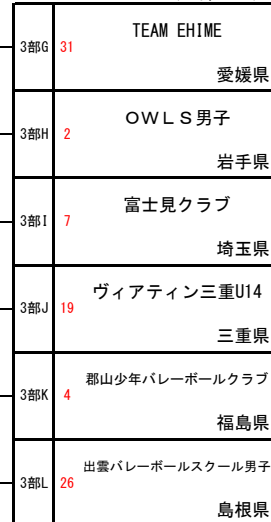 3部G 31 TEAM EHIME
愛媛県
3部H 2 OWLS男子
岩手県
3部I 7 富士見クラブ
埼玉県
3部J 19 ヴィアティン三重U14
三重県
3部K 4 郡山少年バレーボールクラブ
福島県
3部L 26 出雲バレーボールスクール男子
島根県